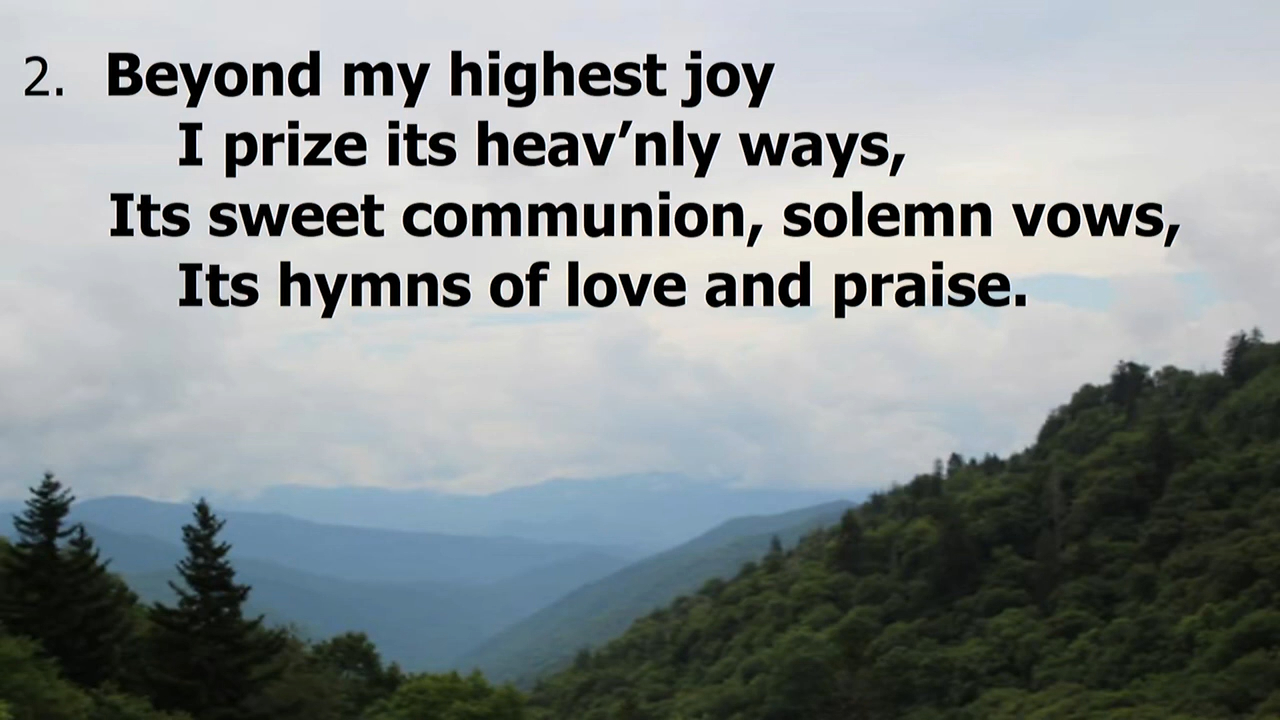 2. Beyond my highest joy
I prize its heav’nly ways,
Its sweet communion, solemn vows,
Its hymns of love and praise.